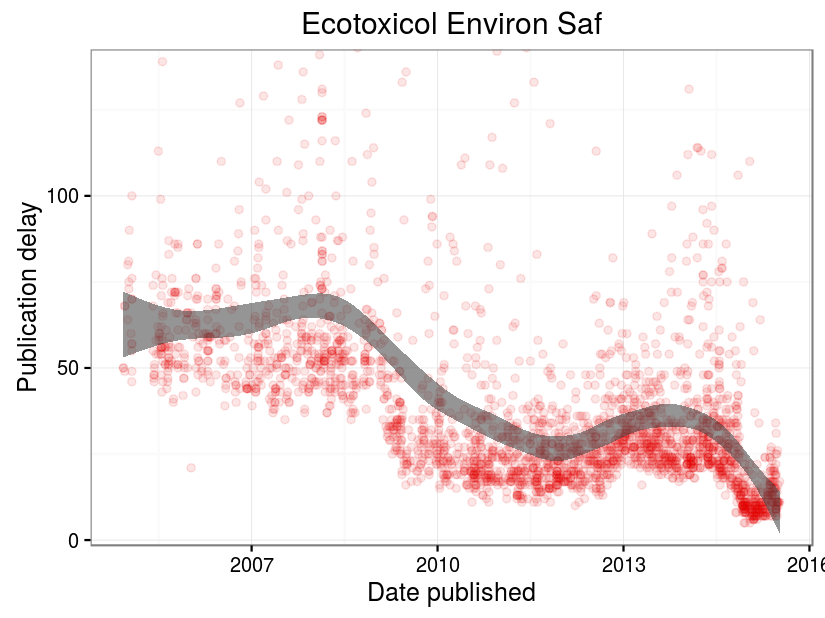 Ecotoxicol Environ Saf
Publication delay
100
50
0
2007
2010
2013
2016
Date published